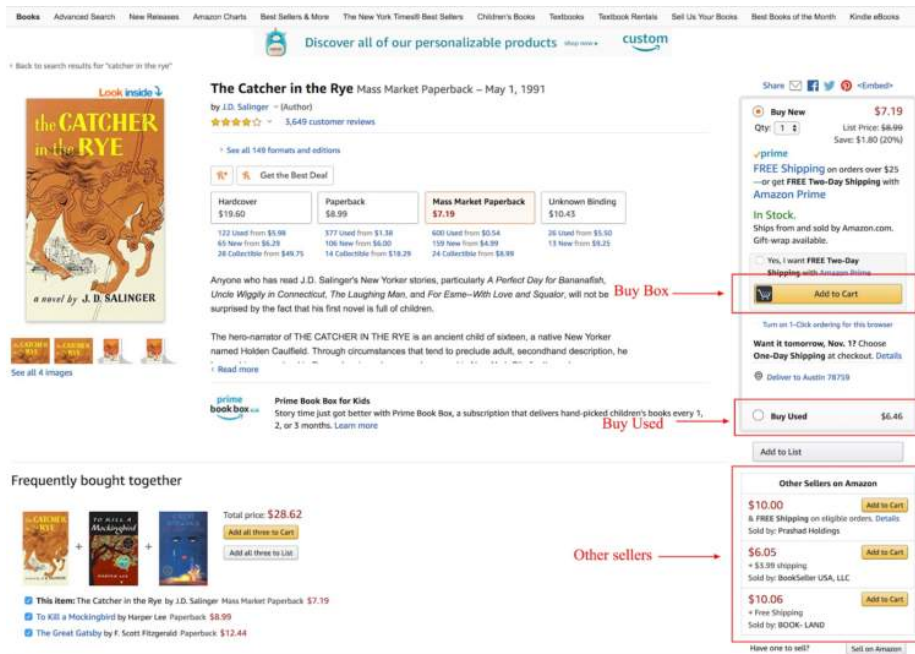 Books Advanced Search New Releases Amazon Charts Best Sellers & More The New York Times® Best Sellers Children's Books Textbooks Textbook Rentals Sell Us Your Books Best Books of the Month Kindle eBooks
Discover all of our personalizable products shop now ▸ custom
‹ Back to search results for "catcher in the rye"
Look inside
the CATCHER
in the RYE
a novel by J. D. SALINGER
See all 4 images
The Catcher in the Rye Mass Market Paperback – May 1, 1991
by J.D. Salinger (Author)
3,649 customer reviews
› See all 149 formats and editions
Get the Best Deal
Hardcover Paperback Mass Market Paperback Unknown Binding
$19.60 $8.99 $7.19 $10.43
122 Used from $5.98 377 Used from $1.38 600 Used from $0.54 26 Used from $5.50
65 New from $6.29 106 New from $6.00 159 New from $4.99 13 New from $9.25
28 Collectible from $49.75 14 Collectible from $18.29 24 Collectible from $8.99
Anyone who has read J.D. Salinger's New Yorker stories, particularly A Perfect Day for Bananafish,
Uncle Wiggily in Connecticut, The Laughing Man, and For Esme--With Love and Squalor, will not be
surprised by the fact that his first novel is full of children.
The hero-narrator of THE CATCHER IN THE RYE is an ancient child of sixteen, a native New Yorker
named Holden Caulfield. Through circumstances that tend to preclude adult, secondhand description, he
‹ Read more
prime
book box
Prime Book Box for Kids
Story time just got better with Prime Book Box, a subscription that delivers hand-picked children's books every 1,
2, or 3 months. Learn more
Share <Embed>
Buy New $7.19
Qty: 1 List Price: $8.99
Save: $1.80 (20%)
prime
FREE Shipping on orders over $25
—or get FREE Two-Day Shipping with
Amazon Prime
In Stock.
Ships from and sold by Amazon.com.
Gift-wrap available.
Yes, I want FREE Two-Day
Shipping with Amazon Prime
Buy Box
Add to Cart
Turn on 1-Click ordering for this browser
Want it tomorrow, Nov. 1? Choose
One-Day Shipping at checkout. Details
Deliver to Austin 78759
Buy Used
Buy Used $6.46
Add to List
Frequently bought together
TO KILL A
Mockingbird
HARPER LEE
+ +
Total price: $28.62
Add all three to Cart
Add all three to List
This item: The Catcher in the Rye by J.D. Salinger Mass Market Paperback $7.19
To Kill a Mockingbird by Harper Lee Paperback $8.99
The Great Gatsby by F. Scott Fitzgerald Paperback $12.44
Other sellers
Other Sellers on Amazon
$10.00 Add to Cart
& FREE Shipping on eligible orders. Details
Sold by: Prashad Holdings
$6.05 Add to Cart
+ $3.99 shipping
Sold by: BookSeller USA, LLC
$10.06 Add to Cart
+ Free Shipping
Sold by: BOOK- LAND
Have one to sell? Sell on Amazon